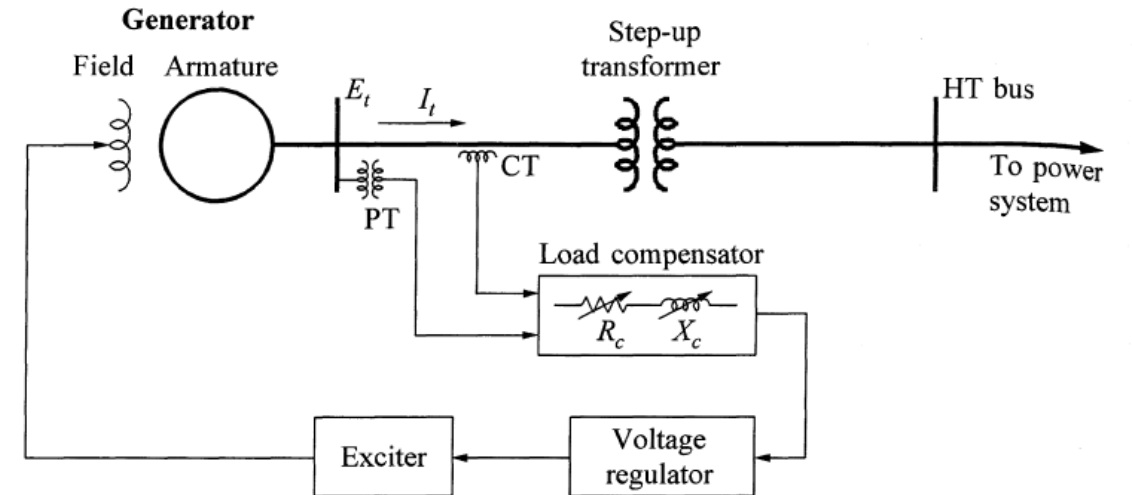 Generator
Field Armature
Step-up
transformer
E_t
I_t
HT bus
CT
PT
To power
system
Load compensator
R_c
X_c
Exciter
Voltage
regulator